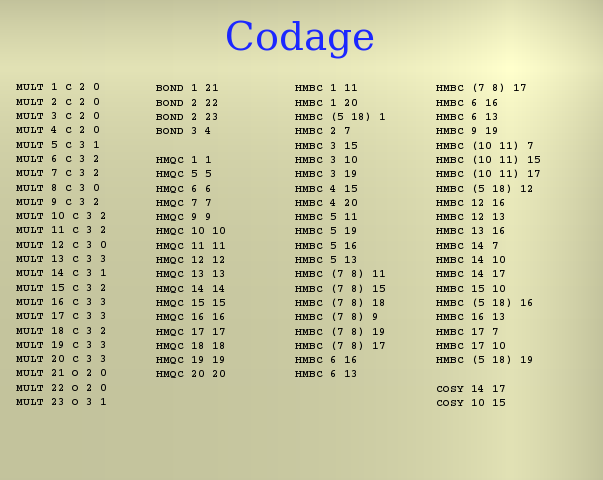 Codage
MULT 1 C 2 0
MULT 2 C 2 0
MULT 3 C 2 0
MULT 4 C 2 0
MULT 5 C 3 1
MULT 6 C 3 2
MULT 7 C 3 2
MULT 8 C 3 0
MULT 9 C 3 2
MULT 10 C 3 2
MULT 11 C 3 2
MULT 12 C 3 0
MULT 13 C 3 3
MULT 14 C 3 1
MULT 15 C 3 2
MULT 16 C 3 3
MULT 17 C 3 3
MULT 18 C 3 2
MULT 19 C 3 3
MULT 20 C 3 3
MULT 21 O 2 0
MULT 22 O 2 0
MULT 23 O 3 1
BOND 1 21
BOND 2 22
BOND 2 23
BOND 3 4
HMQC 1 1
HMQC 5 5
HMQC 6 6
HMQC 7 7
HMQC 9 9
HMQC 10 10
HMQC 11 11
HMQC 12 12
HMQC 13 13
HMQC 14 14
HMQC 15 15
HMQC 16 16
HMQC 17 17
HMQC 18 18
HMQC 19 19
HMQC 20 20
HMBC 1 11
HMBC 1 20
HMBC (5 18) 1
HMBC 2 7
HMBC 3 15
HMBC 3 10
HMBC 3 19
HMBC 4 15
HMBC 4 20
HMBC 5 11
HMBC 5 19
HMBC 5 16
HMBC 5 13
HMBC (7 8) 11
HMBC (7 8) 15
HMBC (7 8) 18
HMBC (7 8) 9
HMBC (7 8) 19
HMBC (7 8) 17
HMBC 6 16
HMBC 6 13
HMBC (7 8) 17
HMBC 6 16
HMBC 6 13
HMBC 9 19
HMBC (10 11) 7
HMBC (10 11) 15
HMBC (10 11) 17
HMBC (5 18) 12
HMBC 12 16
HMBC 12 13
HMBC 13 16
HMBC 14 7
HMBC 14 10
HMBC 14 17
HMBC 15 10
HMBC (5 18) 16
HMBC 16 13
HMBC 17 7
HMBC 17 10
HMBC (5 18) 19
COSY 14 17
COSY 10 15